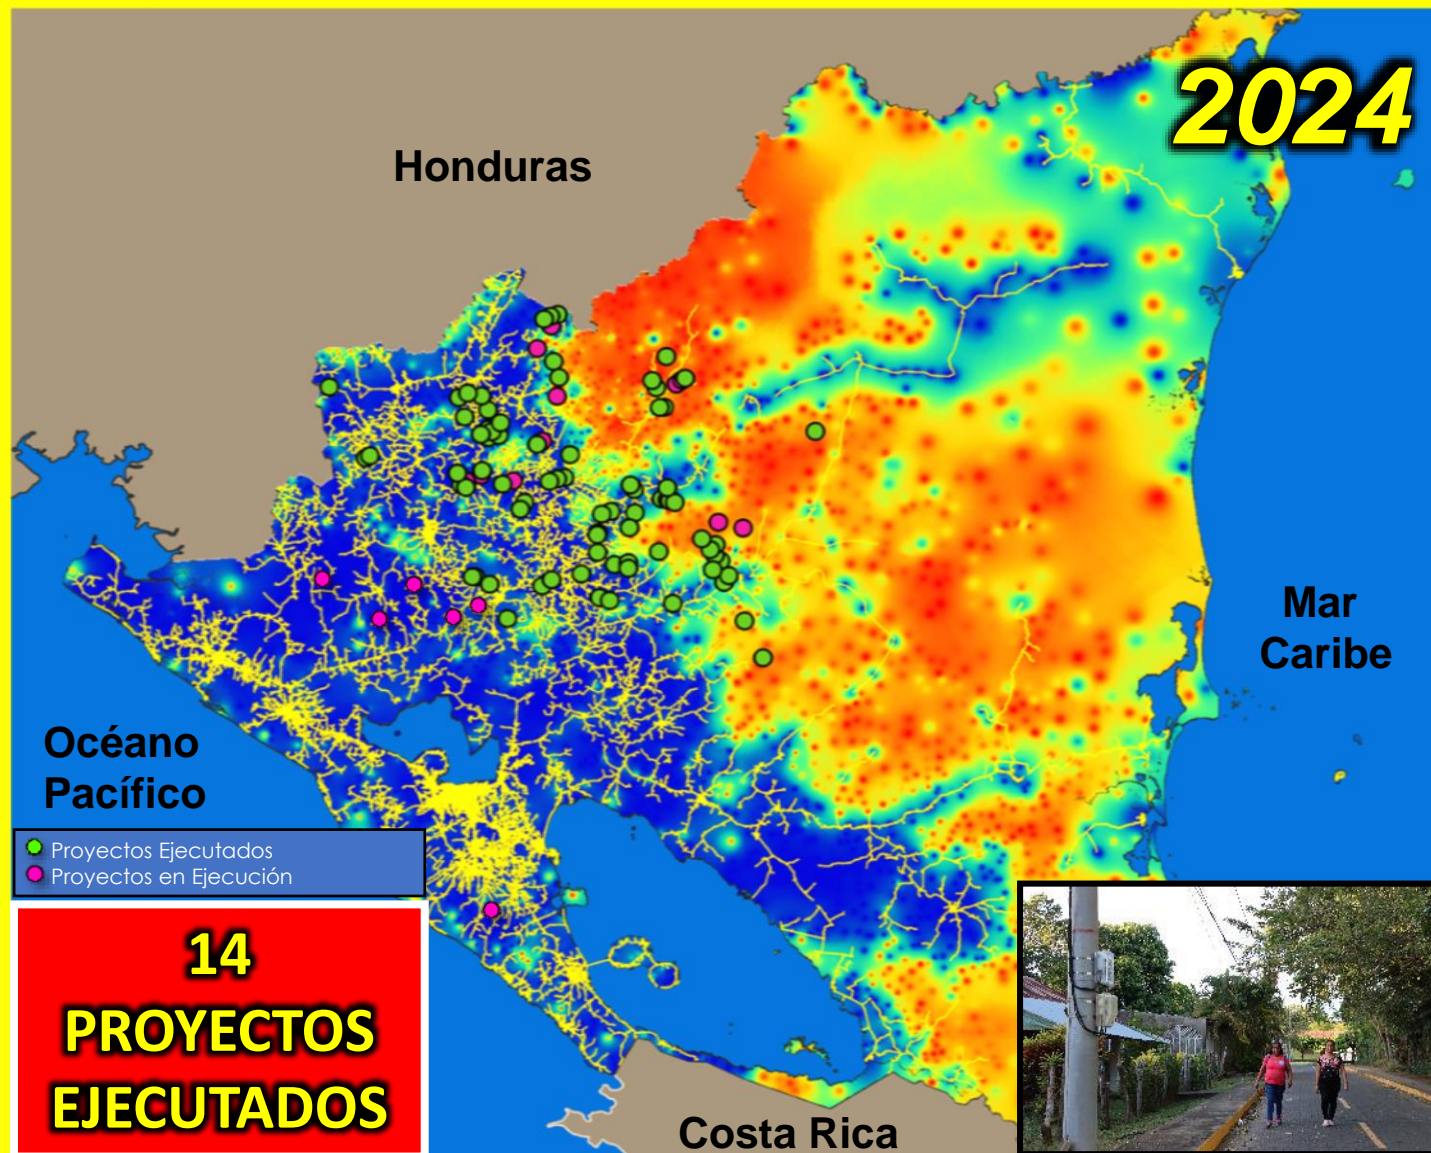 2024
Honduras
Mar
Caribe
Océano
Pacífico
Proyectos Ejecutados
Proyectos en Ejecución
14
PROYECTOS
EJECUTADOS
Costa Rica